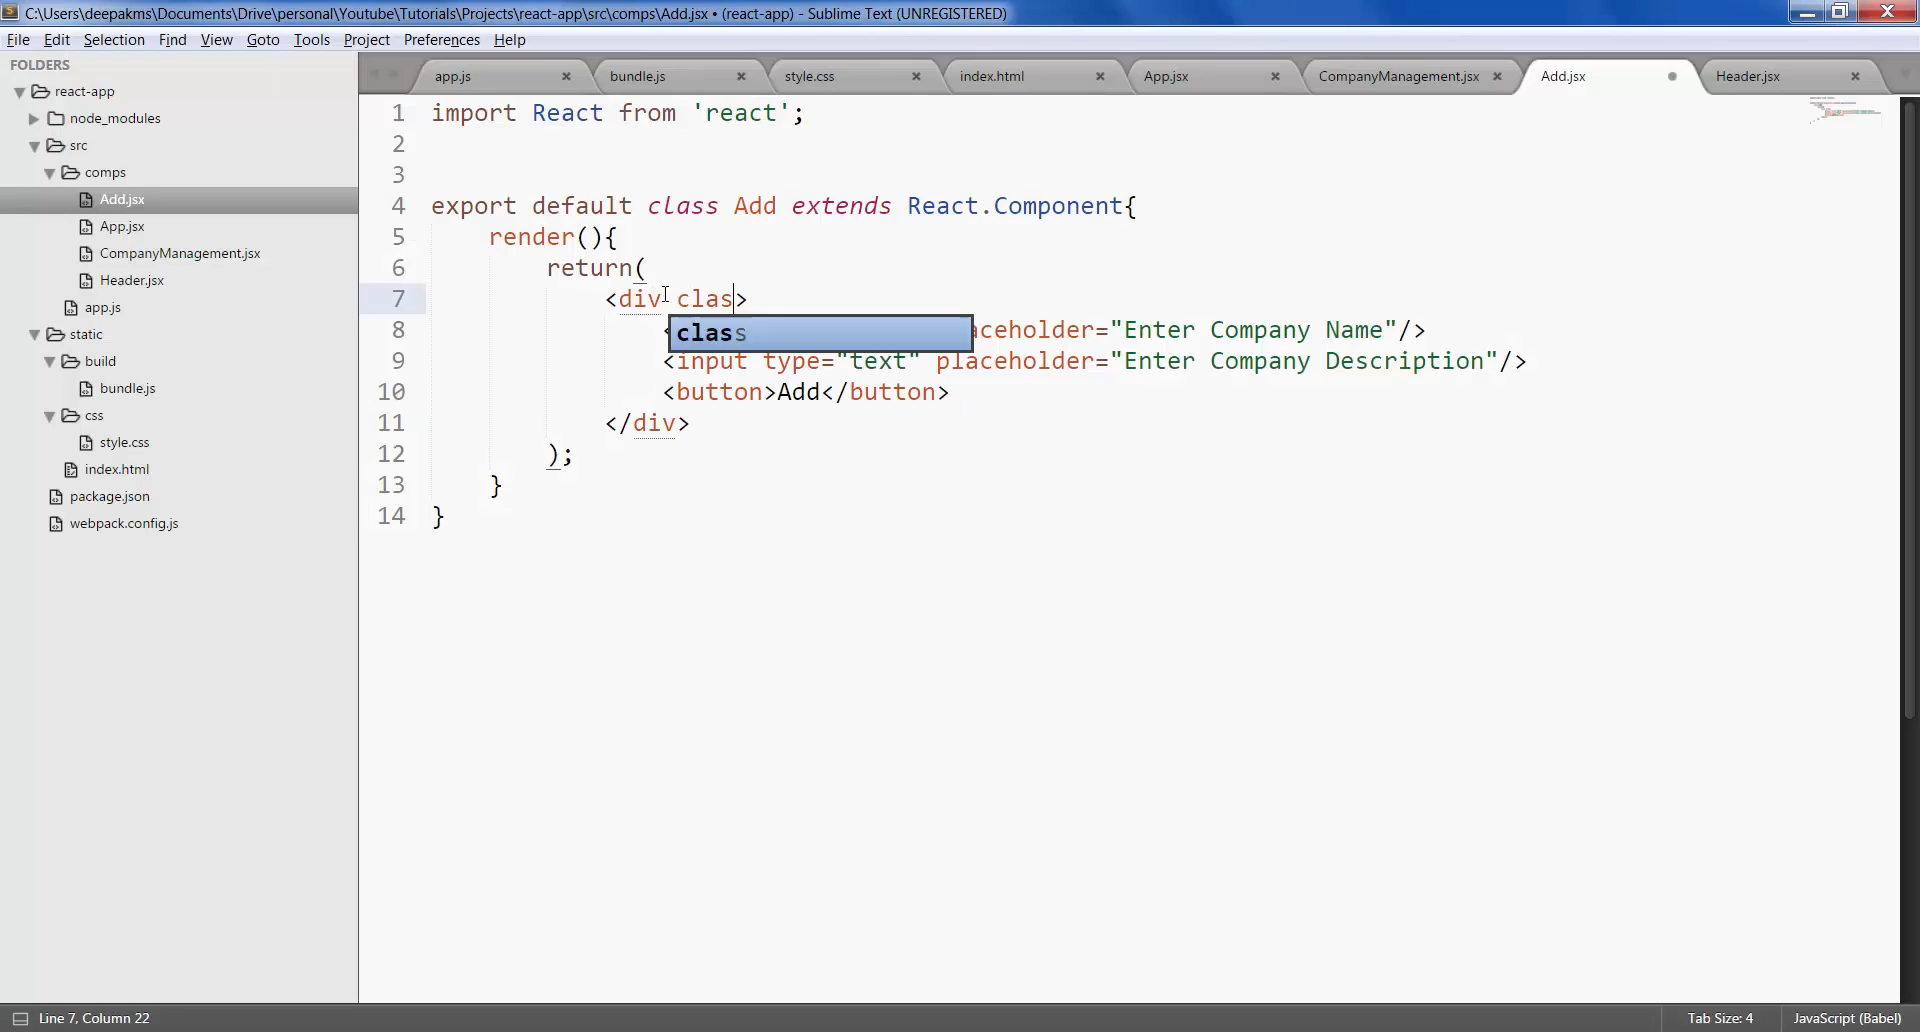 C:\Users\deepakms\Documents\Drive\personal\Youtube\Tutorials\Projects\react-app\src\comps\Add.jsx • (react-app) - Sublime Text (UNREGISTERED)
File Edit Selection Find View Goto Tools Project Preferences Help
FOLDERS
react-app
node_modules
src
comps
Add.jsx
App.jsx
CompanyManagement.jsx
Header.jsx
app.js
static
build
bundle.js
css
style.css
index.html
package.json
webpack.config.js
app.js bundle.js style.css index.html App.jsx CompanyManagement.jsx Add.jsx Header.jsx
1 import React from 'react';
2
3
4 export default class Add extends React.Component{
5 render(){
6 return(
7 <div clas>
class
8 aceholder="Enter Company Name"/>
9 <input type="text" placeholder="Enter Company Description"/>
10 <button>Add</button>
11 </div>
12 );
13 }
14 }
Line 7, Column 22
Tab Size: 4
JavaScript (Babel)